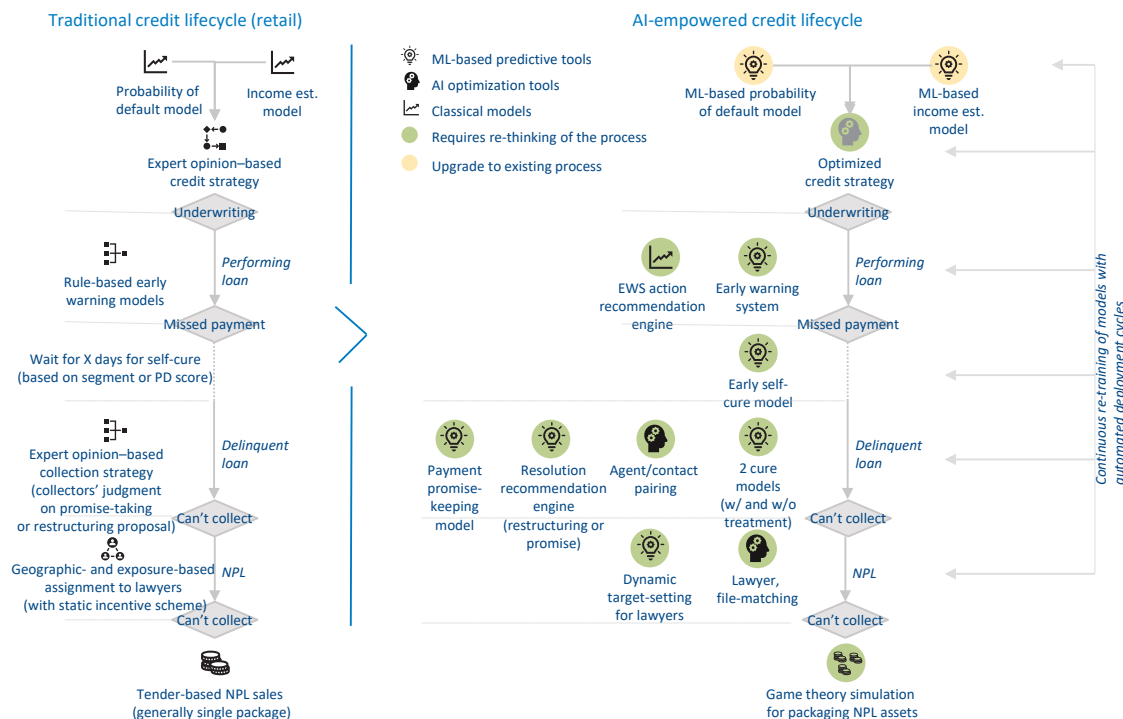 Traditional credit lifecycle (retail)
Probability of
default model
Income est.
model
Expert opinion–based
credit strategy
Underwriting
Performing
loan
Rule-based early
warning models
Missed payment
Wait for X days for self-cure
(based on segment or PD score)
Delinquent
loan
Expert opinion–based
collection strategy
(collectors’ judgment
on promise-taking
or restructuring proposal)
Can’t collect
Geographic- and exposure-based
assignment to lawyers
(with static incentive scheme)
NPL
Can’t collect
Tender-based NPL sales
(generally single package)
AI-empowered credit lifecycle
ML-based predictive tools
AI optimization tools
Classical models
Requires re-thinking of the process
Upgrade to existing process
ML-based probability
of default model
ML-based
income est.
model
Optimized
credit strategy
Underwriting
Performing
loan
EWS action
recommendation
engine
Early warning
system
Missed payment
Early self-
cure model
Delinquent
loan
Payment
promise-
keeping
model
Resolution
recommendation
engine
(restructuring or
promise)
Agent/contact
pairing
2 cure
models
(w/ and w/o
treatment)
Can’t collect
NPL
Dynamic
target-setting
for lawyers
Lawyer,
file-matching
Can’t collect
Game theory simulation
for packaging NPL assets
Continuous re-training of models with
automated deployment cycles